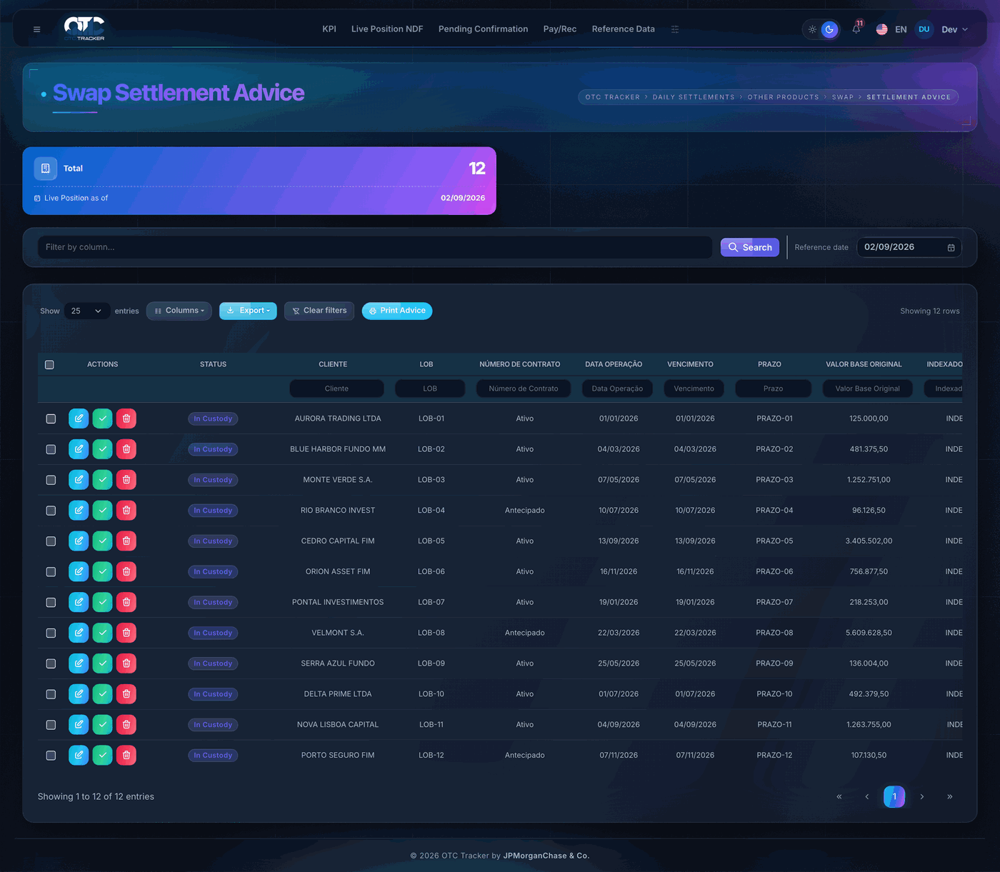 OTC
OTC TRACKER
KPI Live Position NDF Pending Confirmation Pay/Rec Reference Data
11 EN DU Dev
Swap Settlement Advice
OTC TRACKER > DAILY SETTLEMENTS > OTHER PRODUCTS > SWAP > SETTLEMENT ADVICE
Total 12
Live Position as of 02/09/2026
Filter by column... Search Reference date 02/09/2026
Show 25 entries Columns Export Clear filters Print Advice Showing 12 rows
ACTIONS STATUS CLIENTE LOB NÚMERO DE CONTRATO DATA OPERAÇÃO VENCIMENTO PRAZO VALOR BASE ORIGINAL INDEXADO
Cliente LOB Número de Contrato Data Operação Vencimento Prazo Valor Base Original Indexad
In Custody AURORA TRADING LTDA LOB-01 Ativo 01/01/2026 01/01/2026 PRAZO-01 125.000,00 INDE
In Custody BLUE HARBOR FUNDO MM LOB-02 Ativo 04/03/2026 04/03/2026 PRAZO-02 481.375,50 INDE
In Custody MONTE VERDE S.A. LOB-03 Ativo 07/05/2026 07/05/2026 PRAZO-03 1.252.751,00 INDE
In Custody RIO BRANCO INVEST LOB-04 Antecipado 10/07/2026 10/07/2026 PRAZO-04 96.126,50 INDE
In Custody CEDRO CAPITAL FIM LOB-05 Ativo 13/09/2026 13/09/2026 PRAZO-05 3.405.502,00 INDE
In Custody ORION ASSET FIM LOB-06 Ativo 16/11/2026 16/11/2026 PRAZO-06 756.877,50 INDE
In Custody PONTAL INVESTIMENTOS LOB-07 Ativo 19/01/2026 19/01/2026 PRAZO-07 218.253,00 INDE
In Custody VELMONT S.A. LOB-08 Antecipado 22/03/2026 22/03/2026 PRAZO-08 5.609.628,50 INDE
In Custody SERRA AZUL FUNDO LOB-09 Ativo 25/05/2026 25/05/2026 PRAZO-09 136.004,00 INDE
In Custody DELTA PRIME LTDA LOB-10 Ativo 01/07/2026 01/07/2026 PRAZO-10 492.379,50 INDE
In Custody NOVA LISBOA CAPITAL LOB-11 Ativo 04/09/2026 04/09/2026 PRAZO-11 1.263.755,00 INDE
In Custody PORTO SEGURO FIM LOB-12 Antecipado 07/11/2026 07/11/2026 PRAZO-12 107.130,50 INDE
Showing 1 to 12 of 12 entries « ‹ 1 › »
© 2026 OTC Tracker by JPMorganChase & Co.